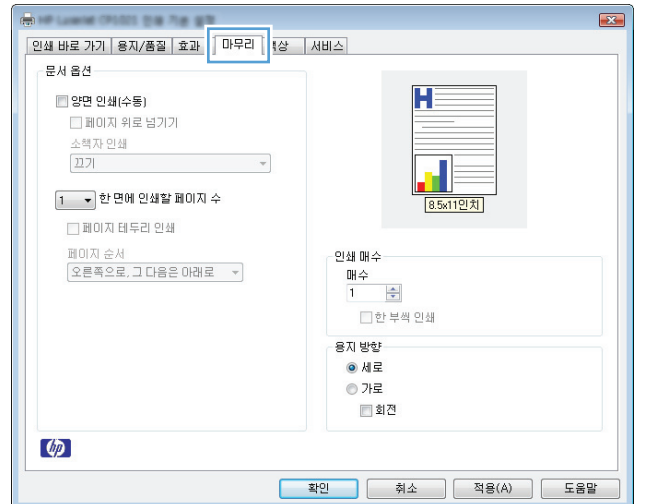 인쇄 바로 가기 용지/품질 효과 마무리 색상 서비스
문서 옵션
양면 인쇄(수동)
페이지 위로 넘기기
소책자 인쇄
끄기
1 한 면에 인쇄할 페이지 수
페이지 테두리 인쇄
페이지 순서
오른쪽으로, 그 다음은 아래로
H
8.5x11인치
인쇄 매수
매수
1
한 부씩 인쇄
용지 방향
세로
가로
회전
hp
확인 취소 적용(A) 도움말